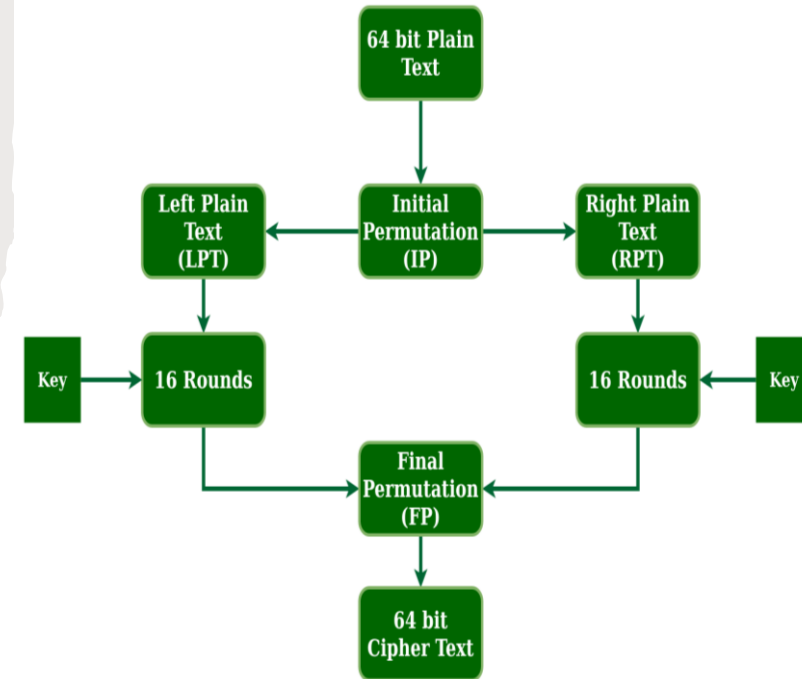 64 bit Plain
Text
Left Plain
Text
(LPT)
Initial
Permutation
(IP)
Right Plain
Text
(RPT)
Key
16 Rounds
16 Rounds
Key
Final
Permutation
(FP)
64 bit
Cipher Text